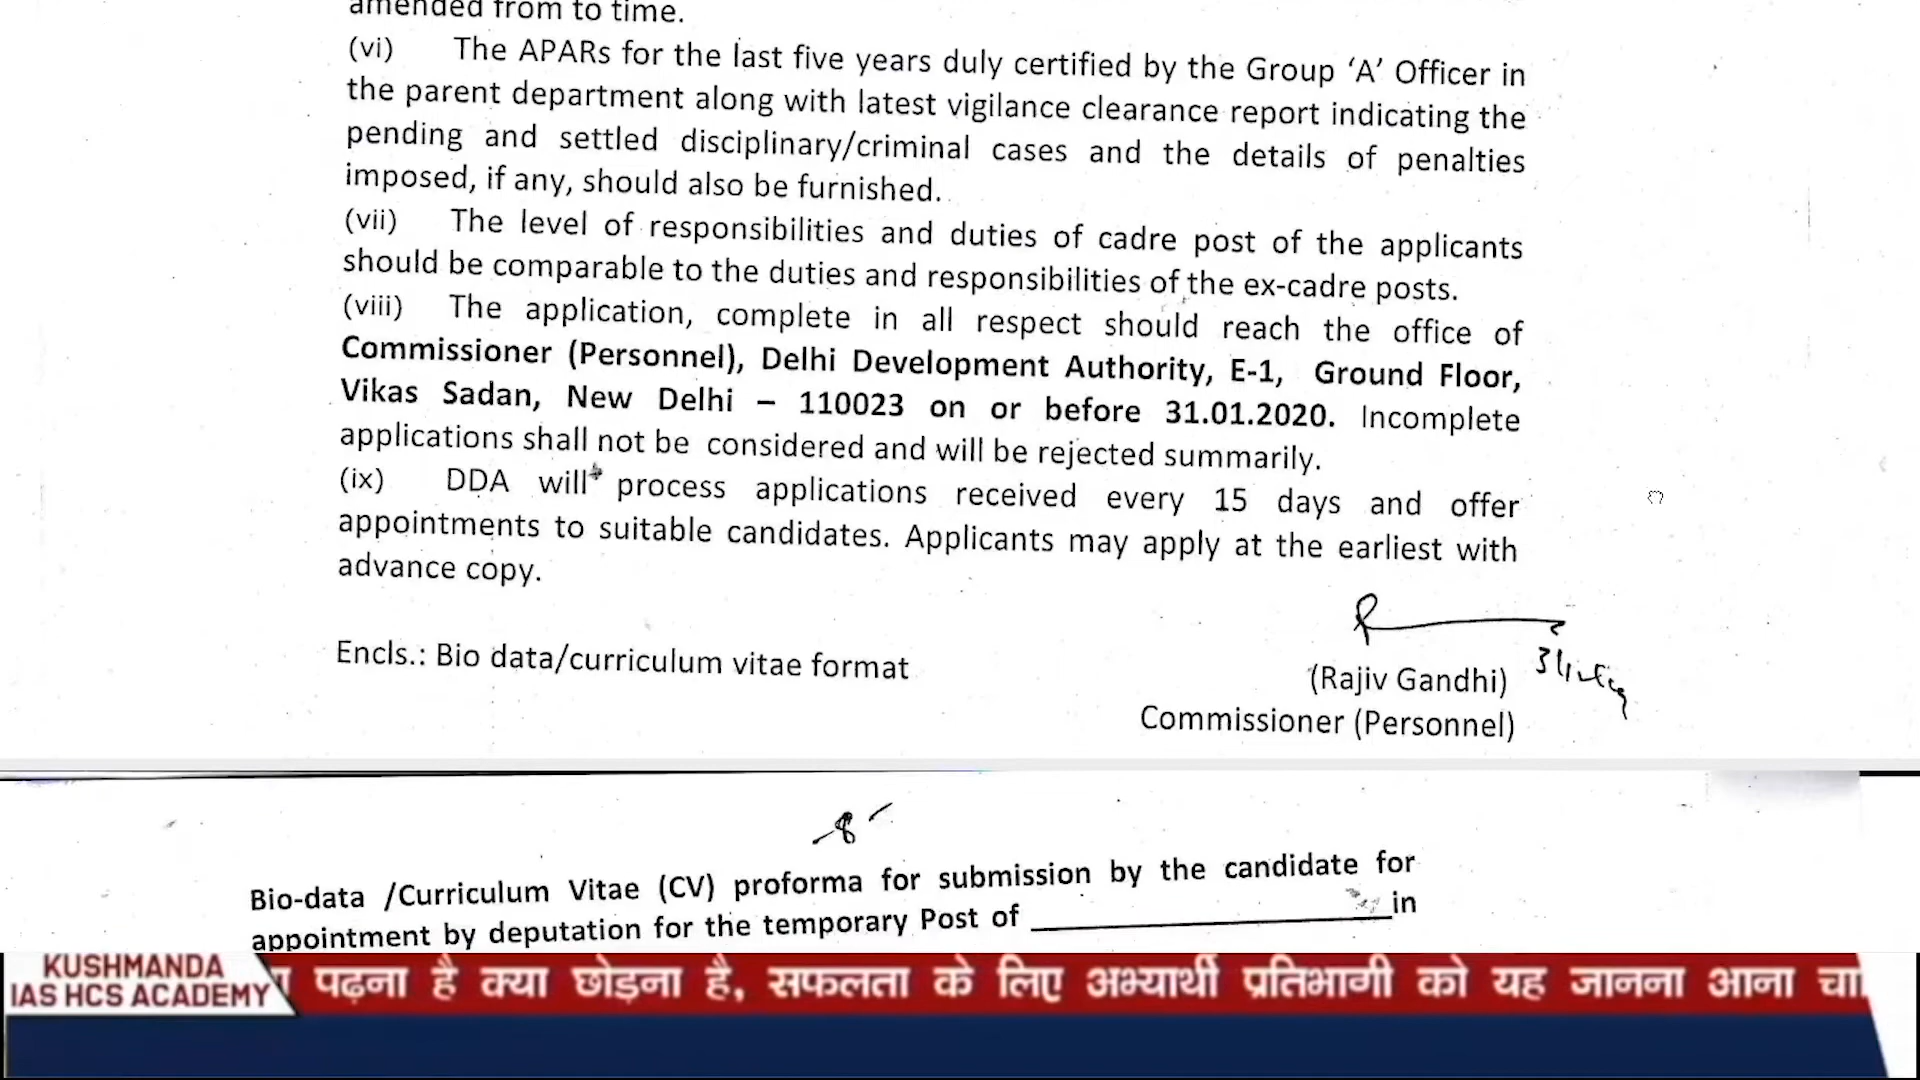 amended from to time.
(vi) The APARs for the last five years duly certified by the Group ‘A’ Officer in
the parent department along with latest vigilance clearance report indicating the
pending and settled disciplinary/criminal cases and the details of penalties
imposed, if any, should also be furnished.
(vii) The level of responsibilities and duties of cadre post of the applicants
should be comparable to the duties and responsibilities of the ex-cadre posts.
(viii) The application, complete in all respect should reach the office of
Commissioner (Personnel), Delhi Development Authority, E-1, Ground Floor,
Vikas Sadan, New Delhi – 110023 on or before 31.01.2020. Incomplete
applications shall not be considered and will be rejected summarily.
(ix) DDA will process applications received every 15 days and offer
appointments to suitable candidates. Applicants may apply at the earliest with
advance copy.
Encls.: Bio data/curriculum vitae format
(Rajiv Gandhi)
Commissioner (Personnel)
-8-
Bio-data /Curriculum Vitae (CV) proforma for submission by the candidate for
appointment by deputation for the temporary Post of ____________________in
KUSHMANDA
IAS HCS ACADEMY
पढ़ना है क्या छोड़ना है, सफलता के लिए अभ्यार्थी प्रतिभागी को यह जानना आना